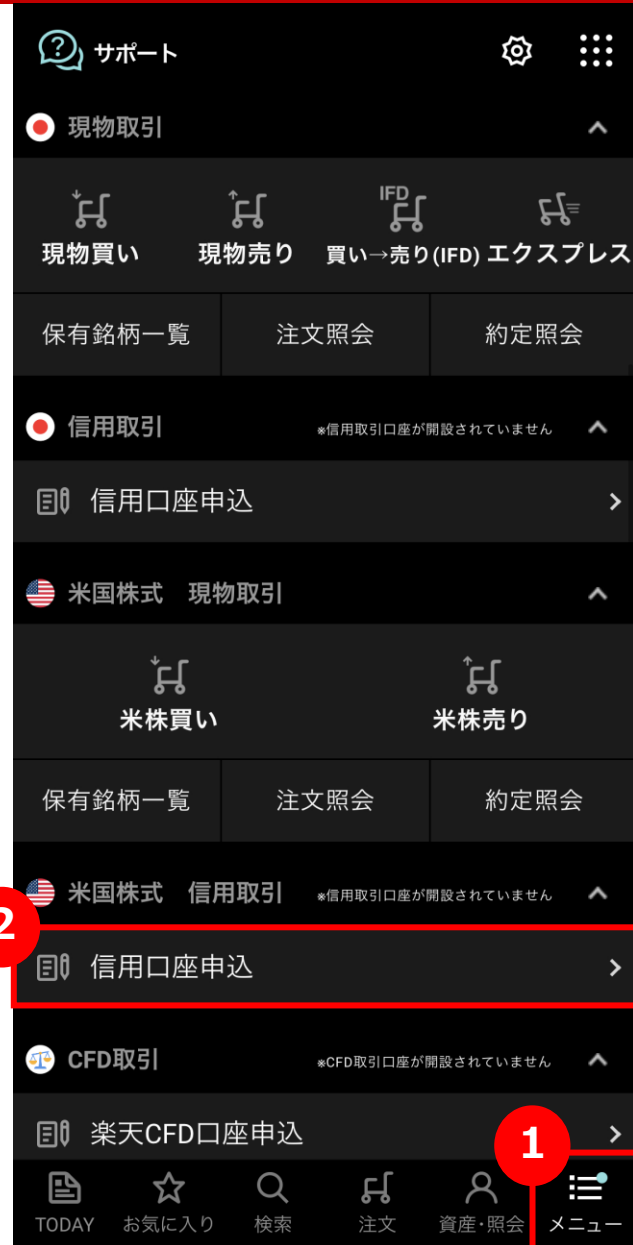 サポート
現物取引
IFD
現物買い 現物売り 買い→売り(IFD) エクスプレス
保有銘柄一覧 注文照会 約定照会
信用取引 ※信用取引口座が開設されていません
信用口座申込
米国株式 現物取引
米株買い 米株売り
保有銘柄一覧 注文照会 約定照会
米国株式 信用取引 ※信用取引口座が開設されていません
2
信用口座申込
CFD取引 ※CFD取引口座が開設されていません
楽天CFD口座申込
1
TODAY お気に入り 検索 注文 資産・照会 メニュー